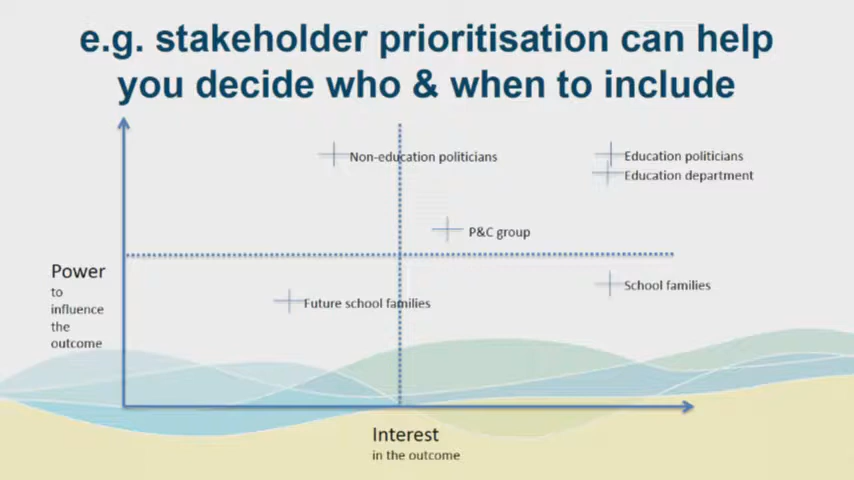 e.g. stakeholder prioritisation can help
you decide who & when to include
Non-education politicians
Education politicians
Education department
P&C group
Power
to
influence
the
outcome
School families
Future school families
Interest
in the outcome